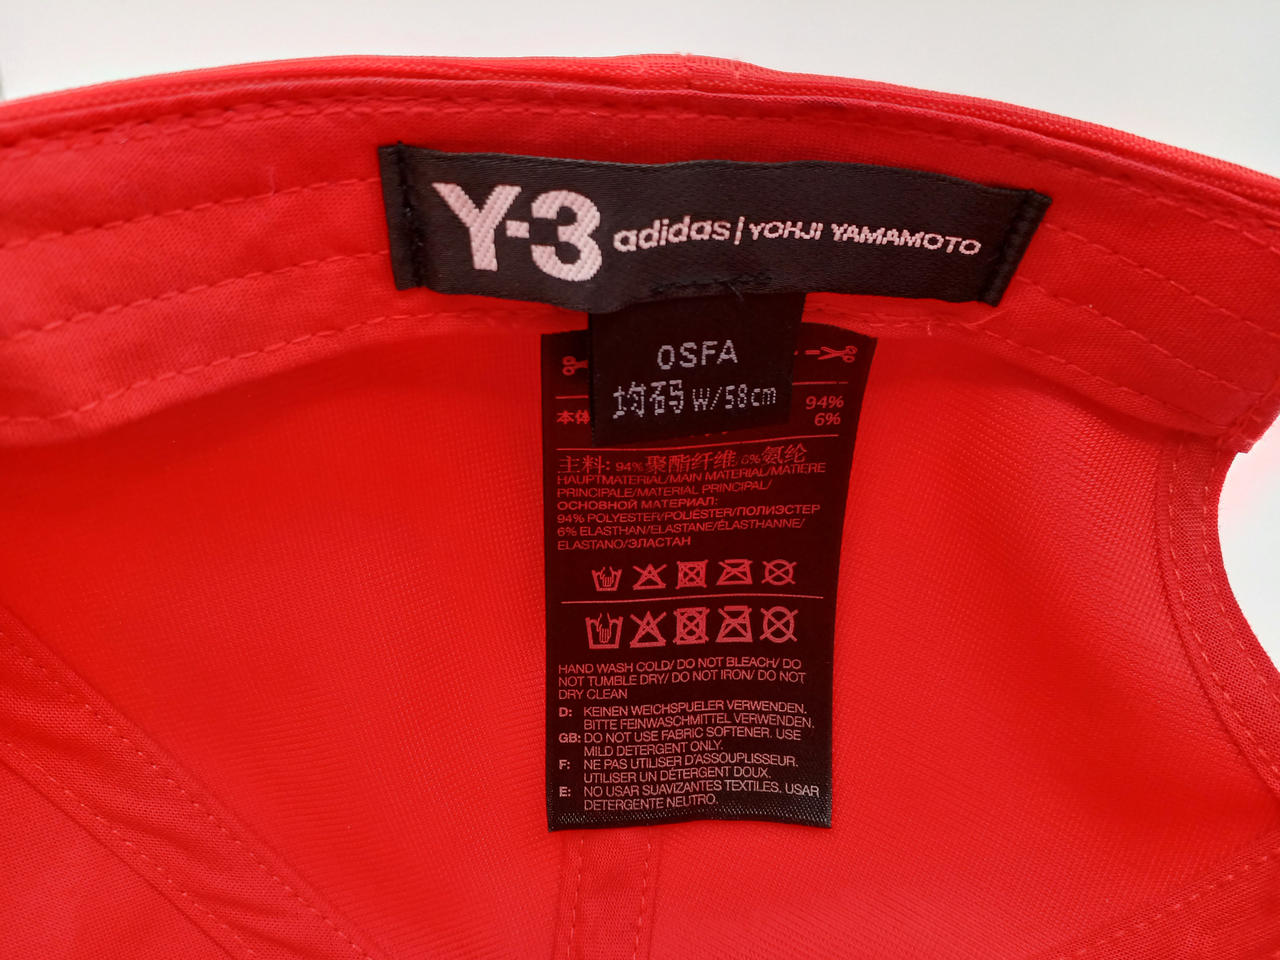 Y-3 adidas | YOHJI YAMAMOTO
OSFA
均码 W/58cm
本体
94%
6%
主料: 94% 聚酯纤维, 6% 氨纶
HAUPTMATERIAL/MAIN MATERIAL/MATIERE
PRINCIPALE/MATERIAL PRINCIPAL/
ОСНОВНОЙ МАТЕРИАЛ:
94% POLYESTER/POLIÉSTER/ПОЛИЭСТЕР
6% ELASTHAN/ELASTANE/ÉLASTHANNE/
ELASTANO/ЭЛАСТАН
HAND WASH COLD/ DO NOT BLEACH/ DO
NOT TUMBLE DRY/ DO NOT IRON/ DO NOT
DRY CLEAN
D: KEINEN WEICHSPUELER VERWENDEN.
BITTE FEINWASCHMITTEL VERWENDEN.
GB: DO NOT USE FABRIC SOFTENER. USE
MILD DETERGENT ONLY.
F: NE PAS UTILISER D'ASSOUPLISSEUR.
UTILISER UN DÉTERGENT DOUX.
E: NO USAR SUAVIZANTES TEXTILES. USAR
DETERGENTE NEUTRO.